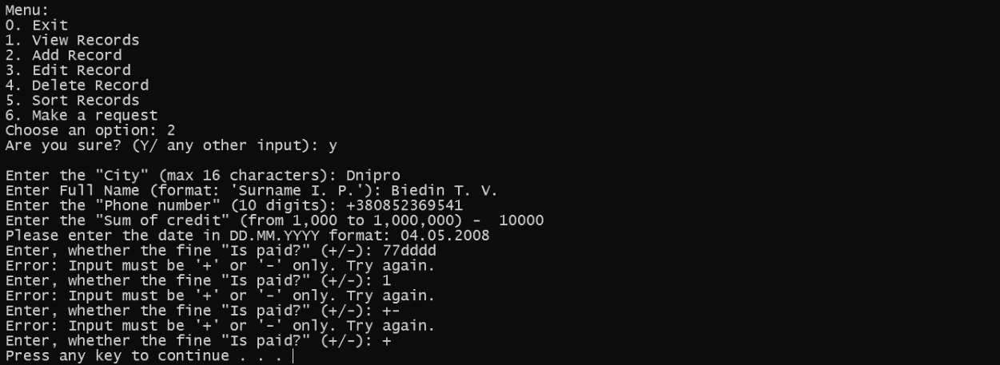 Menu:
0. Exit
1. View Records
2. Add Record
3. Edit Record
4. Delete Record
5. Sort Records
6. Make a request
Choose an option: 2
Are you sure? (Y/ any other input): y
Enter the "City" (max 16 characters): Dnipro
Enter Full Name (format: 'Surname I. P.'): Biedin T. V.
Enter the "Phone number" (10 digits): +380852369541
Enter the "Sum of credit" (from 1,000 to 1,000,000) -  10000
Please enter the date in DD.MM.YYYY format: 04.05.2008
Enter, whether the fine "Is paid?" (+/-): 77dddd
Error: Input must be '+' or '-' only. Try again.
Enter, whether the fine "Is paid?" (+/-): 1
Error: Input must be '+' or '-' only. Try again.
Enter, whether the fine "Is paid?" (+/-): +-
Error: Input must be '+' or '-' only. Try again.
Enter, whether the fine "Is paid?" (+/-): +
Press any key to continue . . .